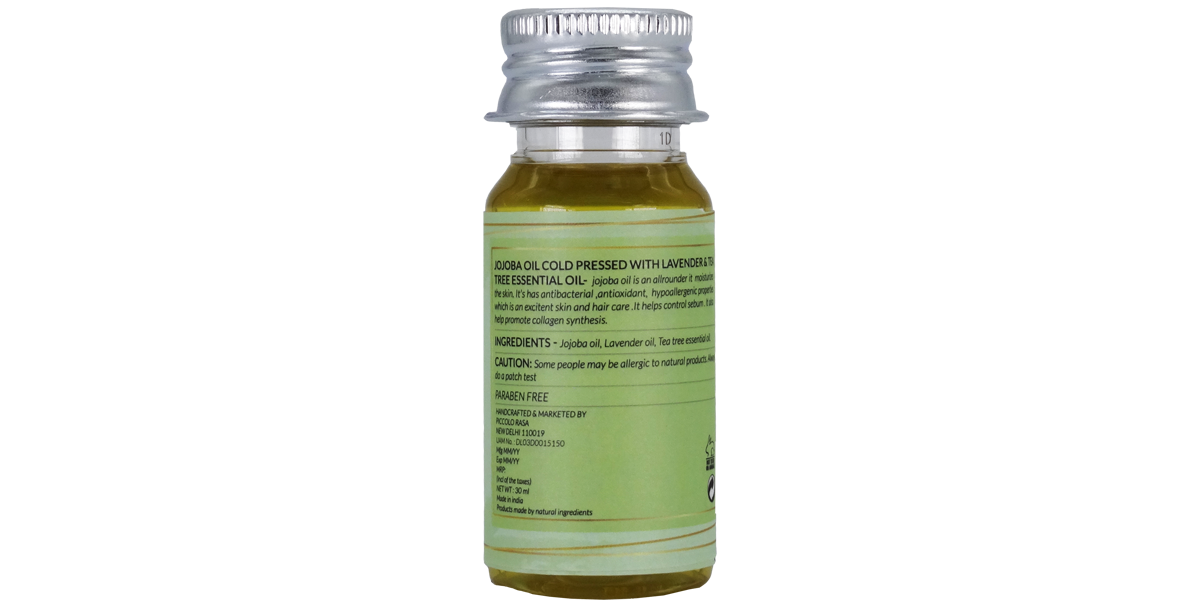 1D
JOJOBA OIL COLD PRESSED WITH LAVENDER & TEA
TREE ESSENTIAL OIL- jojoba oil is an allrounder it moisturizes
the skin. It's has antibacterial ,antioxidant, hypoallergenic properties
which is an excitent skin and hair care .It helps control sebum . It also
help promote collagen synthesis.
INGREDIENTS - Jojoba oil, Lavender oil, Tea tree essential oil.
CAUTION: Some people may be allergic to natural products. Always
do a patch test
PARABEN FREE
HANDCRAFTED & MARKETED BY
PICCOLO RASA
NEW DELHI 110019
UAM No. : DL03D0015150
Mfg MM/YY
Exp MM/YY
MRP:
(incl of the taxes)
NET WT : 30 ml
Made in india
Products made by natural ingredients